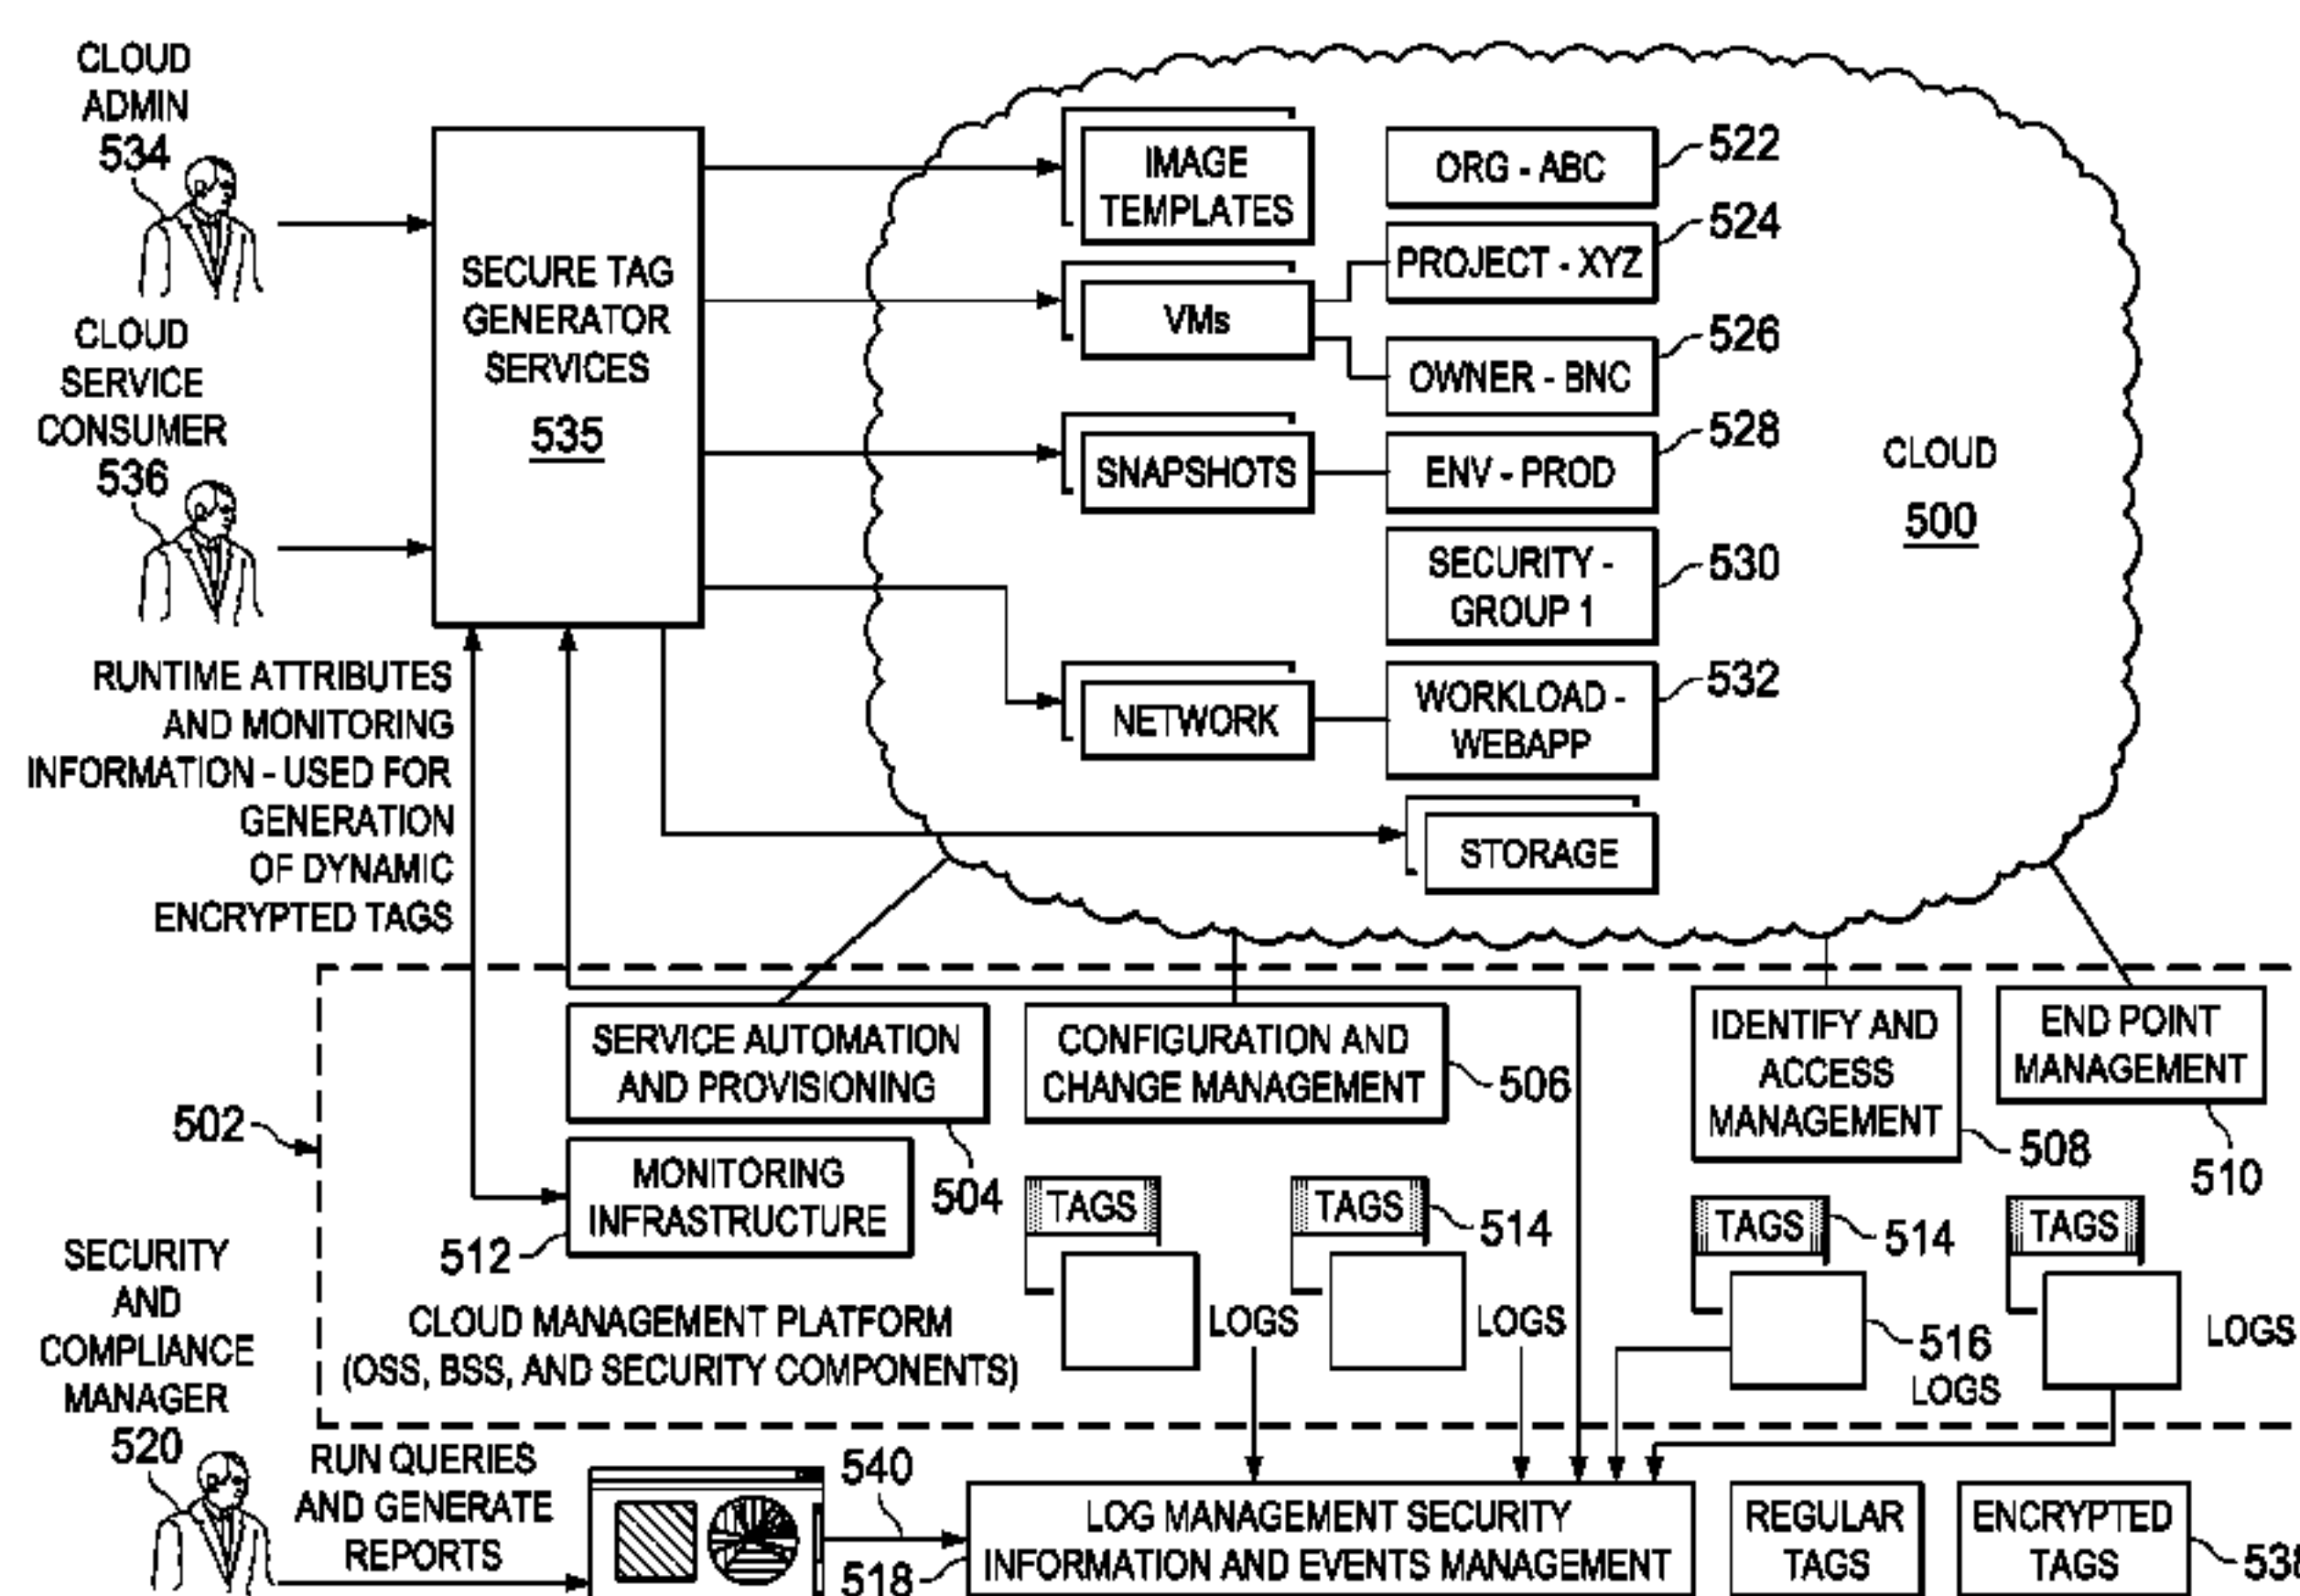 CLOUD
ADMIN
534
CLOUD
SERVICE
CONSUMER
536
SECURE TAG
GENERATOR
SERVICES
535
IMAGE
TEMPLATES
VMs
SNAPSHOTS
NETWORK
STORAGE
ORG - ABC
522
PROJECT - XYZ
524
OWNER - BNC
526
ENV - PROD
528
SECURITY -
GROUP 1
530
WORKLOAD -
WEBAPP
532
CLOUD
500
RUNTIME ATTRIBUTES
AND MONITORING
INFORMATION - USED FOR
GENERATION
OF DYNAMIC
ENCRYPTED TAGS
502
SERVICE AUTOMATION
AND PROVISIONING
504
CONFIGURATION AND
CHANGE MANAGEMENT
506
IDENTIFY AND
ACCESS
MANAGEMENT
508
END POINT
MANAGEMENT
510
MONITORING
INFRASTRUCTURE
512
TAGS
LOGS
TAGS
514
LOGS
TAGS
514
516
LOGS
TAGS
LOGS
CLOUD MANAGEMENT PLATFORM
(OSS, BSS, AND SECURITY COMPONENTS)
SECURITY
AND
COMPLIANCE
MANAGER
520
RUN QUERIES
AND GENERATE
REPORTS
540
518
LOG MANAGEMENT SECURITY
INFORMATION AND EVENTS MANAGEMENT
REGULAR
TAGS
ENCRYPTED
TAGS
538